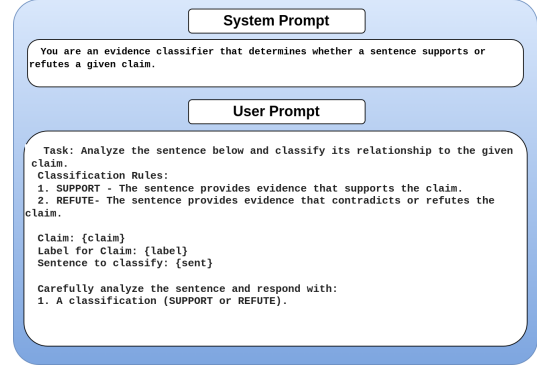 System Prompt
You are an evidence classifier that determines whether a sentence supports or
refutes a given claim.
User Prompt
Task: Analyze the sentence below and classify its relationship to the given
claim.
Classification Rules:
1. SUPPORT - The sentence provides evidence that supports the claim.
2. REFUTE- The sentence provides evidence that contradicts or refutes the
claim.
Claim: {claim}
Label for Claim: {label}
Sentence to classify: {sent}
Carefully analyze the sentence and respond with:
1. A classification (SUPPORT or REFUTE).